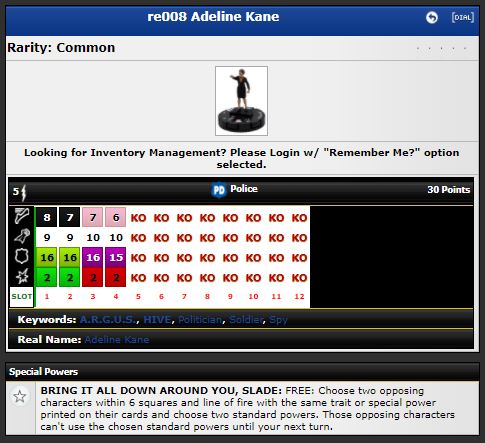 re008 Adeline Kane [DIAL]
Rarity: Common
Looking for Inventory Management? Please Login w/ "Remember Me?" option
selected.
5 PD Police 30 Points
8 7 7 6 KO KO KO KO KO KO KO KO
9 9 10 10 KO KO KO KO KO KO KO KO
16 16 16 15 KO KO KO KO KO KO KO KO
2 2 2 2 KO KO KO KO KO KO KO KO
SLOT 1 2 3 4 5 6 7 8 9 10 11 12
Keywords: A.R.G.U.S., HIVE, Politician, Soldier, Spy
Real Name: Adeline Kane
Special Powers
BRING IT ALL DOWN AROUND YOU, SLADE: FREE: Choose two opposing
characters within 6 squares and line of fire with the same trait or special power
printed on their cards and choose two standard powers. Those opposing characters
can't use the chosen standard powers until your next turn.